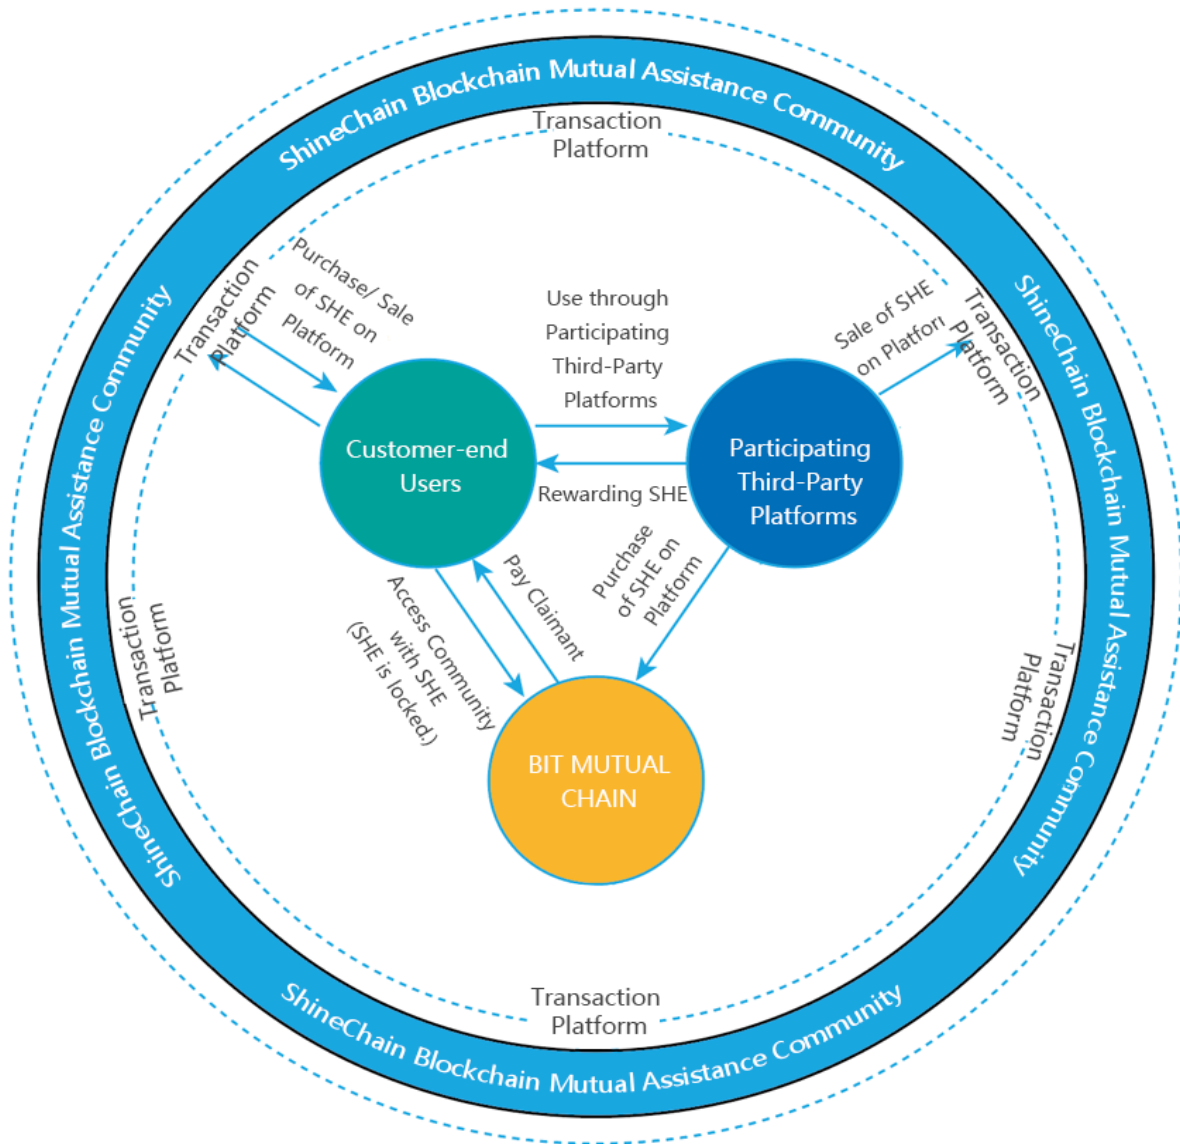 ShineChain Blockchain Mutual Assistance Community
Transaction
Platform
ShineChain Blockchain Mutual Assistance Community
Transaction
Platform
Purchase/ Sale
of SHE on
Platform
Use through
Participating
Third-Party
Platforms
Sale of SHE
on Platform
Transaction
Platform
ShineChain Blockchain Mutual Assistance Community
Customer-end
Users
Participating
Third-Party
Platforms
Rewarding SHE
Purchase
of SHE on
Platform
Pay Claimant
Access Community
with SHE
(SHE is locked.)
Transaction
Platform
Transaction
Platform
BIT MUTUAL
CHAIN
Transaction
Platform
ShineChain Blockchain Mutual Assistance Community